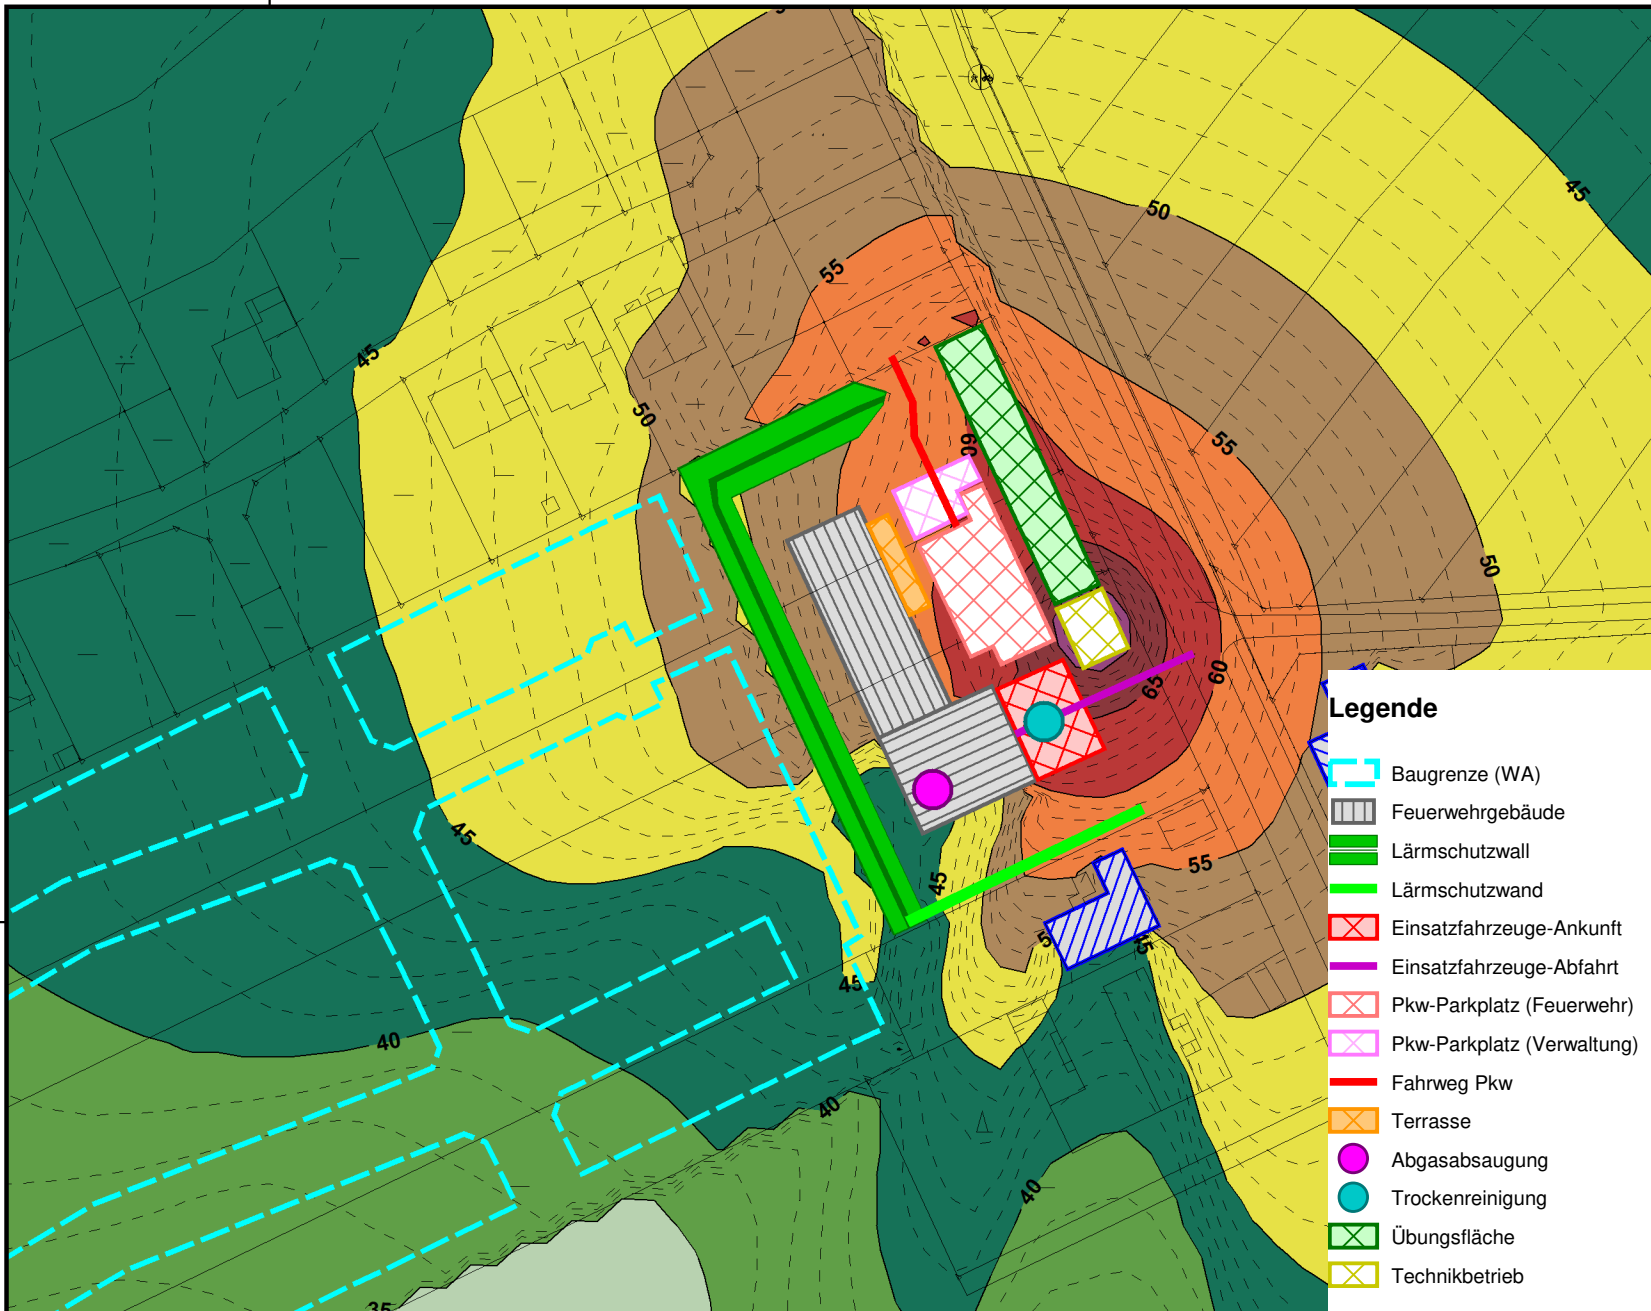 50
45
55
45
50
55
60
50
60
65
45
55
45
45
45
40
40
40
35
Legende
Baugrenze (WA)
Feuerwehrgebäude
Lärmschutzwall
Lärmschutzwand
Einsatzfahrzeuge-Ankunft
Einsatzfahrzeuge-Abfahrt
Pkw-Parkplatz (Feuerwehr)
Pkw-Parkplatz (Verwaltung)
Fahrweg Pkw
Terrasse
Abgasabsaugung
Trockenreinigung
Übungsfläche
Technikbetrieb